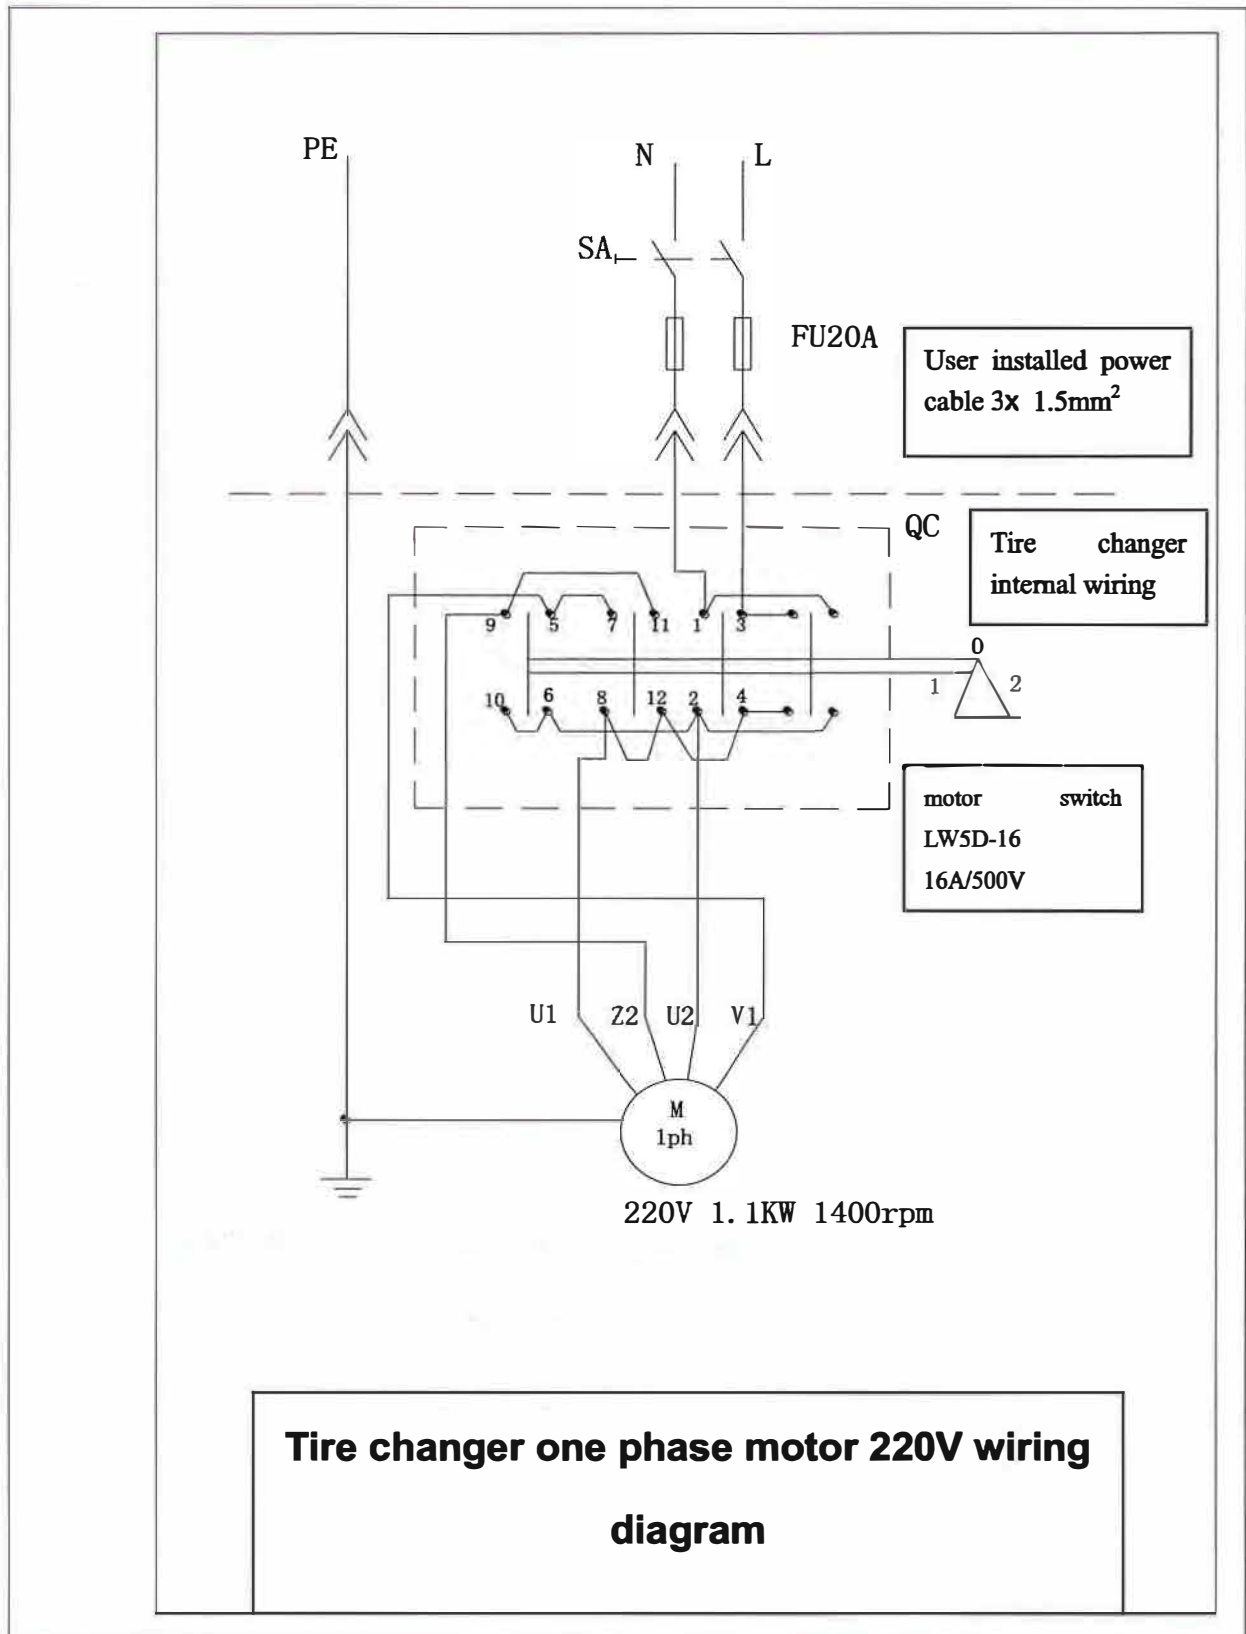 PE
N
L
SA
FU20A
User installed power
cable 3x 1.5mm²
QC
Tire changer
internal wiring
9 5 7 11 1 3
0
1 2
10 6 8 12 2 4
motor switch
LW5D-16
16A/500V
U1 Z2 U2 V1
M
1ph
220V 1.1KW 1400rpm
Tire changer one phase motor 220V wiring
diagram